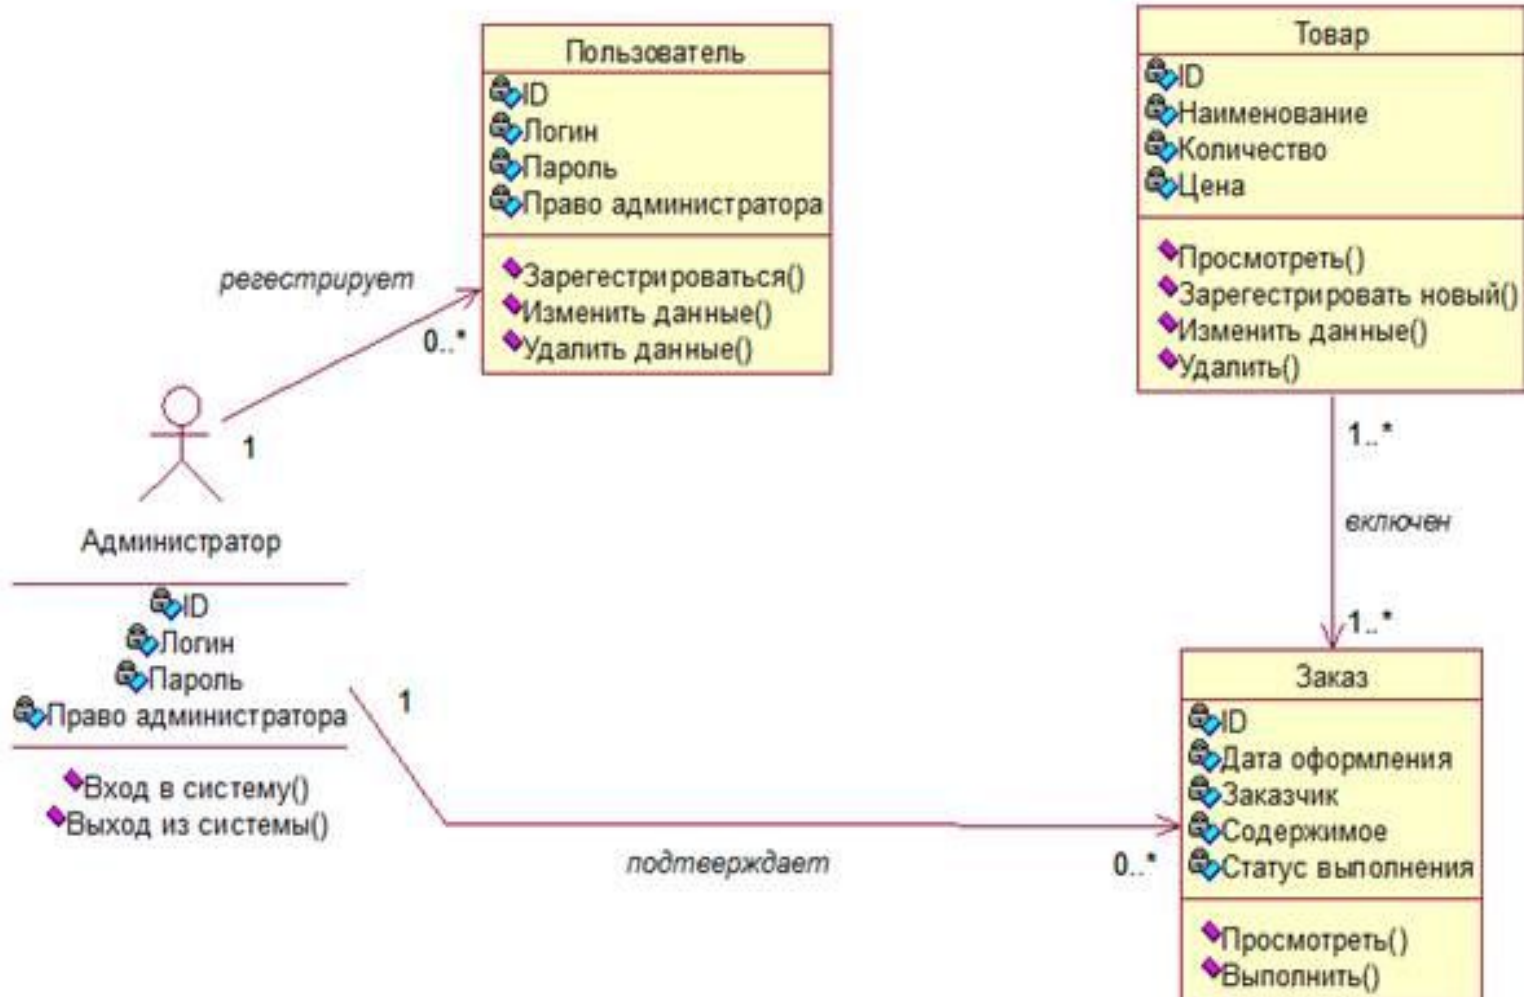 Пользователь
ID
Логин
Пароль
Право администратора
Зарегестрироваться()
Изменить данные()
Удалить данные()
Товар
ID
Наименование
Количество
Цена
Просмотреть()
Зарегестрировать новый()
Изменить данные()
Удалить()
регестрирует
0..*
1
Администратор
ID
Логин
Пароль
Право администратора
Вход в систему()
Выход из системы()
1
подтверждает
0..*
1..*
включен
1..*
Заказ
ID
Дата оформления
Заказчик
Содержимое
Статус выполнения
Просмотреть()
Выполнить()